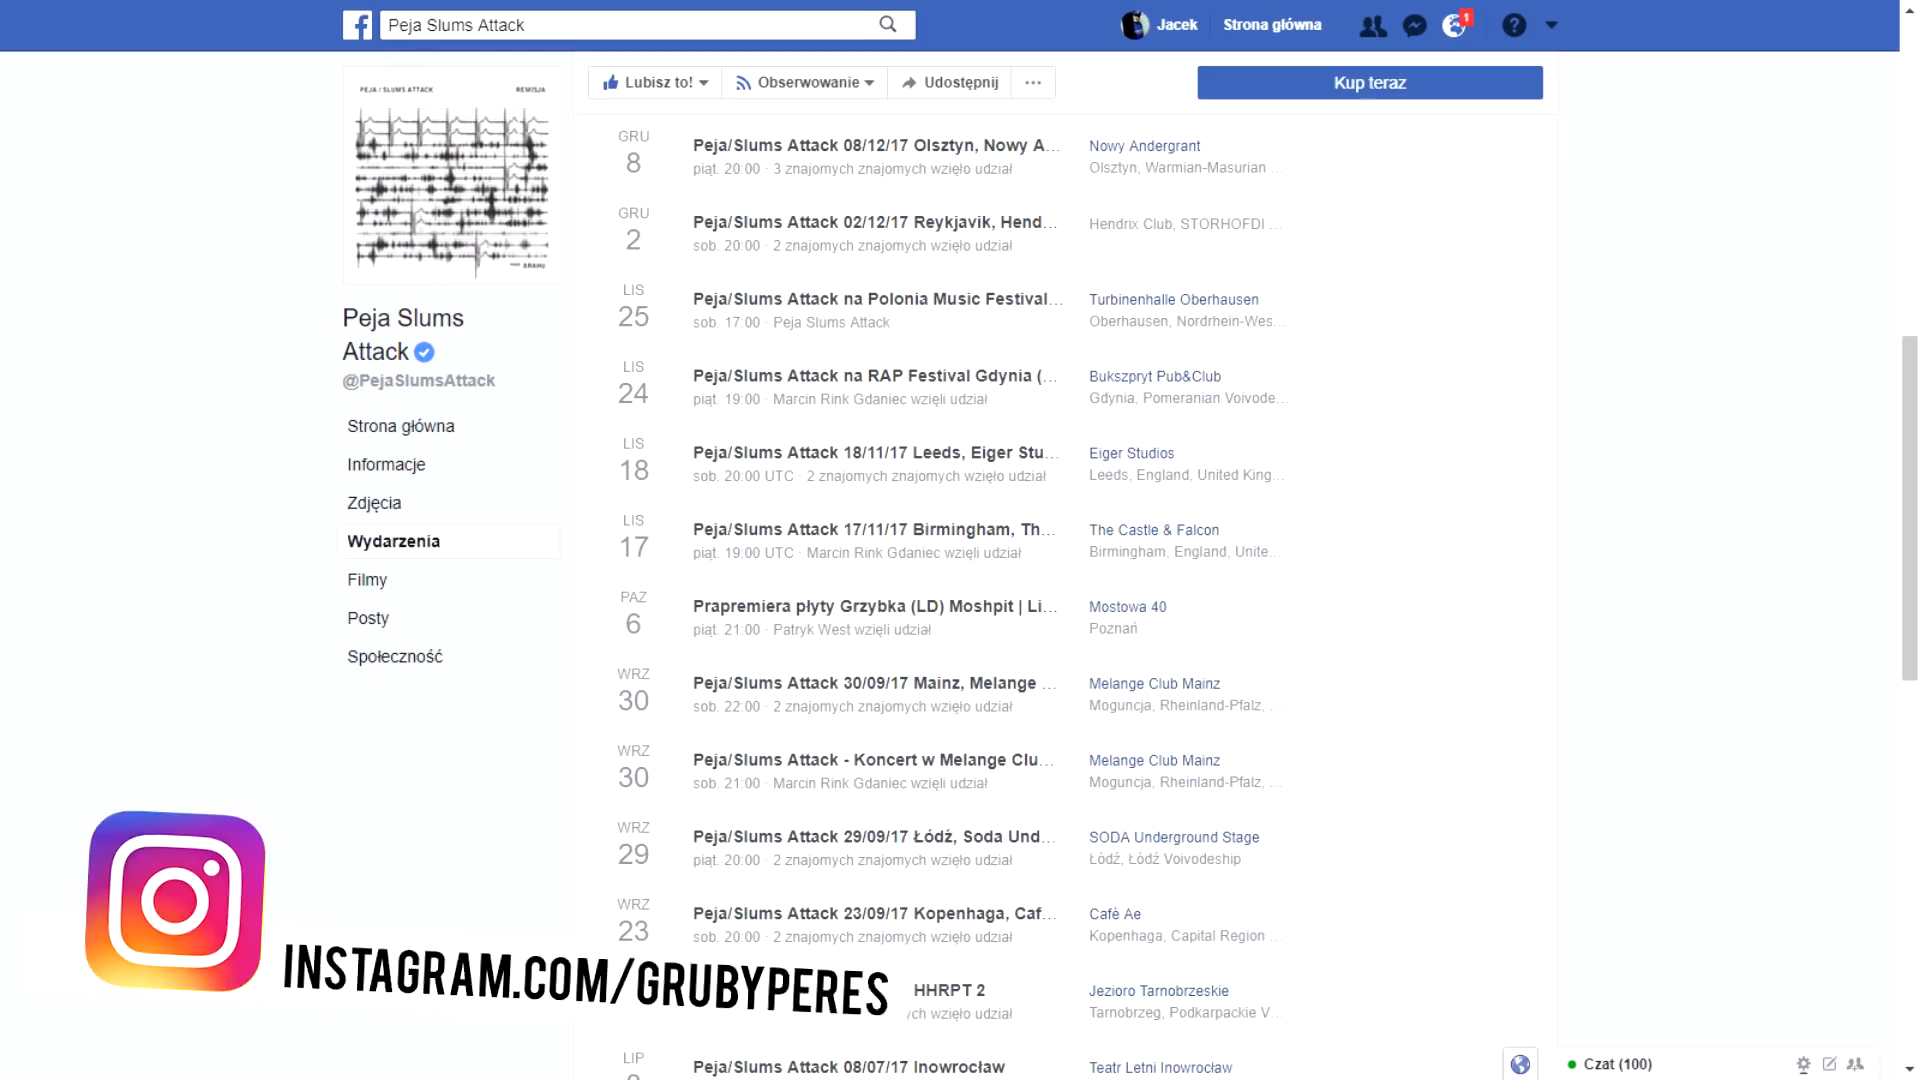 Peja Slums Attack
Jacek
Strona główna
1
Lubisz to!
Obserwowanie
Udostępnij
Kup teraz
PEJA / SLUMS ATTACK
REMISJA
BRAHU
Peja Slums
Attack
@PejaSlumsAttack
Strona główna
Informacje
Zdjęcia
Wydarzenia
Filmy
Posty
Społeczność
GRU
8
Peja/Slums Attack 08/12/17 Olsztyn, Nowy A...
piąt. 20:00 · 3 znajomych znajomych wzięło udział
Nowy Andergrant
Olsztyn, Warmian-Masurian ...
GRU
2
Peja/Slums Attack 02/12/17 Reykjavik, Hend...
sob. 20:00 · 2 znajomych znajomych wzięło udział
Hendrix Club, STORHOFDI ...
LIS
25
Peja/Slums Attack na Polonia Music Festival...
sob. 17:00 · Peja Slums Attack
Turbinenhalle Oberhausen
Oberhausen, Nordrhein-Wes...
LIS
24
Peja/Slums Attack na RAP Festival Gdynia (...
piąt. 19:00 · Marcin Rink Gdaniec wzięli udział
Bukszpryt Pub&Club
Gdynia, Pomeranian Voivode...
LIS
18
Peja/Slums Attack 18/11/17 Leeds, Eiger Stu...
sob. 20:00 UTC · 2 znajomych znajomych wzięło udział
Eiger Studios
Leeds, England, United King...
LIS
17
Peja/Slums Attack 17/11/17 Birmingham, Th...
piąt. 19:00 UTC · Marcin Rink Gdaniec wzięli udział
The Castle & Falcon
Birmingham, England, Unite...
PAZ
6
Prapremiera płyty Grzybka (LD) Moshpit | Li...
piąt. 21:00 · Patryk West wzięli udział
Mostowa 40
Poznań
WRZ
30
Peja/Slums Attack 30/09/17 Mainz, Melange ...
sob. 22:00 · 2 znajomych znajomych wzięło udział
Melange Club Mainz
Moguncja, Rheinland-Pfalz, ...
WRZ
30
Peja/Slums Attack - Koncert w Melange Clu...
sob. 21:00 · Marcin Rink Gdaniec wzięli udział
Melange Club Mainz
Moguncja, Rheinland-Pfalz, ...
WRZ
29
Peja/Slums Attack 29/09/17 Łódź, Soda Und...
piąt. 20:00 · 2 znajomych znajomych wzięło udział
SODA Underground Stage
Łódź, Łódź Voivodeship
WRZ
23
Peja/Slums Attack 23/09/17 Kopenhaga, Caf...
sob. 20:00 · 2 znajomych znajomych wzięło udział
Café Ae
Kopenhaga, Capital Region ...
HHRPT 2
ych wzięło udział
Jezioro Tarnobrzeskie
Tarnobrzeg, Podkarpackie V...
INSTAGRAM.COM/GRUBYPERES
LIP
Peja/Slums Attack 08/07/17 Inowrocław
Teatr Letni Inowrocław
Czat (100)